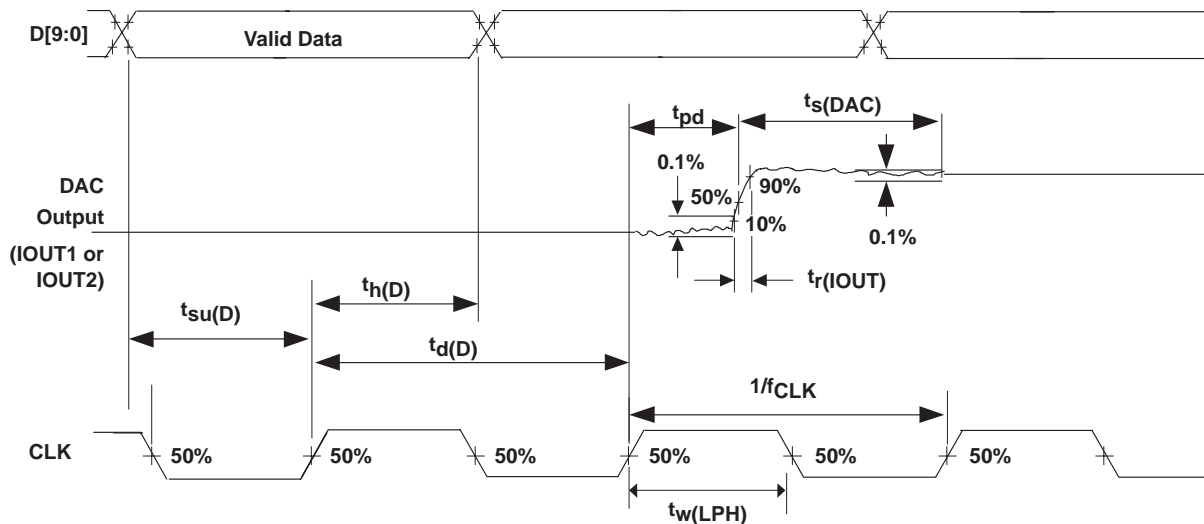 D[9:0]
Valid Data
ts(DAC)
tpd
0.1%
90%
DAC
50%
Output
10%
0.1%
(IOUT1 or
IOUT2)
tr(IOUT)
th(D)
tsu(D)
td(D)
1/fCLK
CLK
50%
50%
50%
50%
50%
50%
tw(LPH)